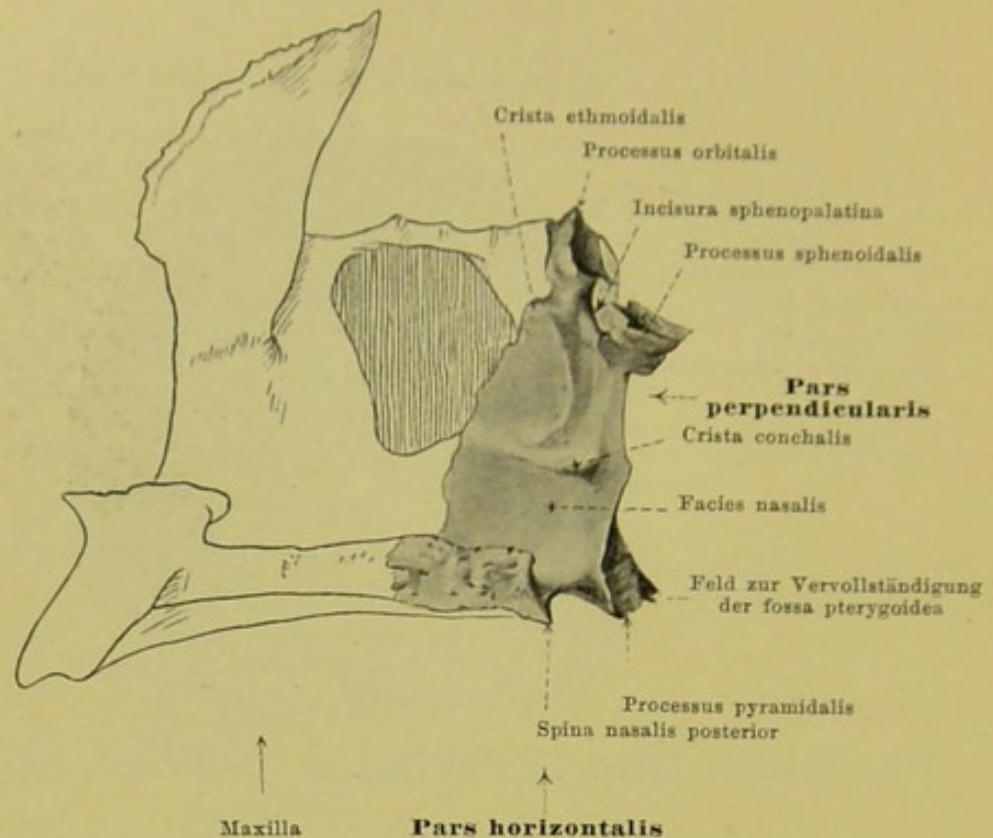 Crista ethmoidalis
Processus orbitalis
Incisura sphenopalatina
Processus sphenoidalis
Pars
perpendicularis
Crista conchalis
Facies nasalis
Feld zur Vervollständigung
der fossa pterygoidea
Processus pyramidalis
Spina nasalis posterior
Maxilla
Pars horizontalis